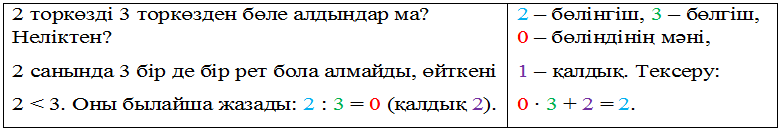 2 торкөзді 3 торкөзден бөле алдыңдар ма?
Неліктен?
2 санында 3 бір де бір рет бола алмайды, өйткені
2 < 3. Оны былайша жазады: 2 : 3 = 0 (қалдық 2).
2 – бөлінгіш, 3 – бөлгіш,
0 – бөліндінің мәні,
1 – қалдық. Тексеру:
0 · 3 + 2 = 2.